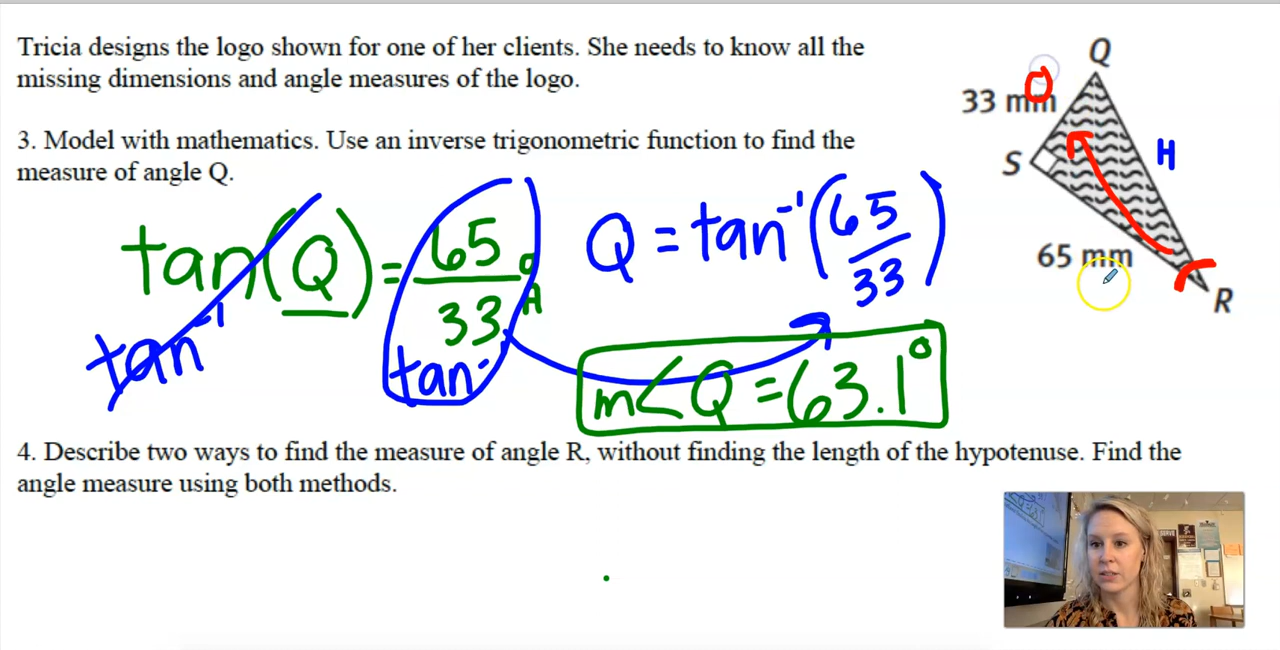 Tricia designs the logo shown for one of her clients. She needs to know all the
missing dimensions and angle measures of the logo.
3. Model with mathematics. Use an inverse trigonometric function to find the
measure of angle Q.
tan(Q) = 65/33 O A
tan⁻¹
tan⁻
Q = tan⁻¹(65/33)
m<Q = 63.1°
Q
33 mm
O
S
H
65 mm
R
4. Describe two ways to find the measure of angle R, without finding the length of the hypotenuse. Find the
angle measure using both methods.